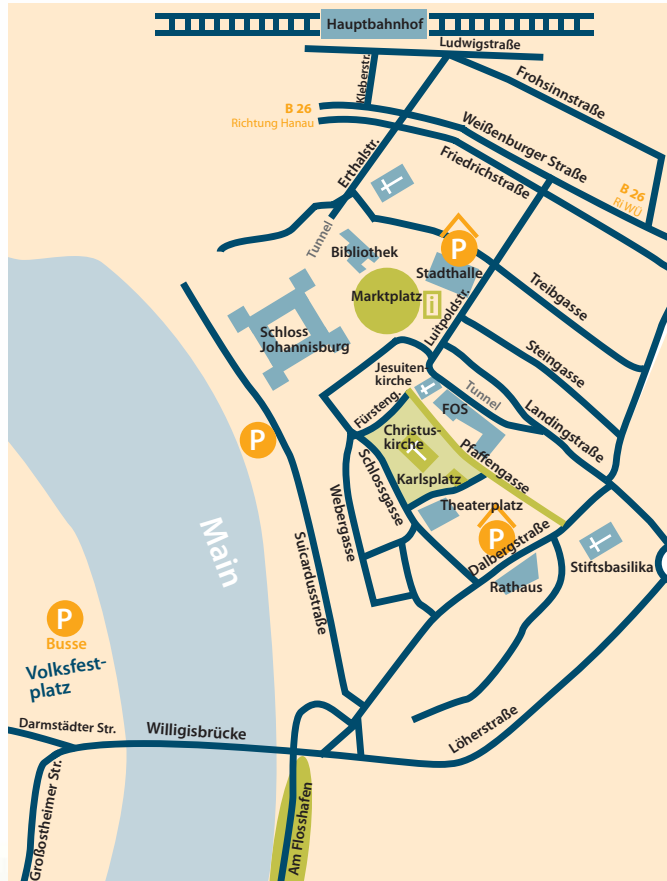 Hauptbahnhof
Ludwigstraße
Kleberstr.
Frohsinnstraße
B 26
Richtung Hanau
Weißenburger Straße
Friedrichstraße
Erthalstr.
B 26
Ri WÜ
Tunnel
Bibliothek
P
Stadthalle
Treibgasse
Marktplatz
i
Luitpoldstr.
Schloss
Johannisburg
Steingasse
Jesuiten-
kirche
Tunnel
Fürsteng.
FOS
Landingstraße
P
Christus-
kirche
Pfaffengasse
Karlsplatz
Schlossgasse
Webergasse
Theaterplatz
P
Main
Suicardusstraße
Dalbergstraße
Stiftsbasilika
Rathaus
P
Busse
Volksfest-
platz
Darmstädter Str.
Willigisbrücke
Löherstraße
Großostheimer Str.
Am Flosshafen